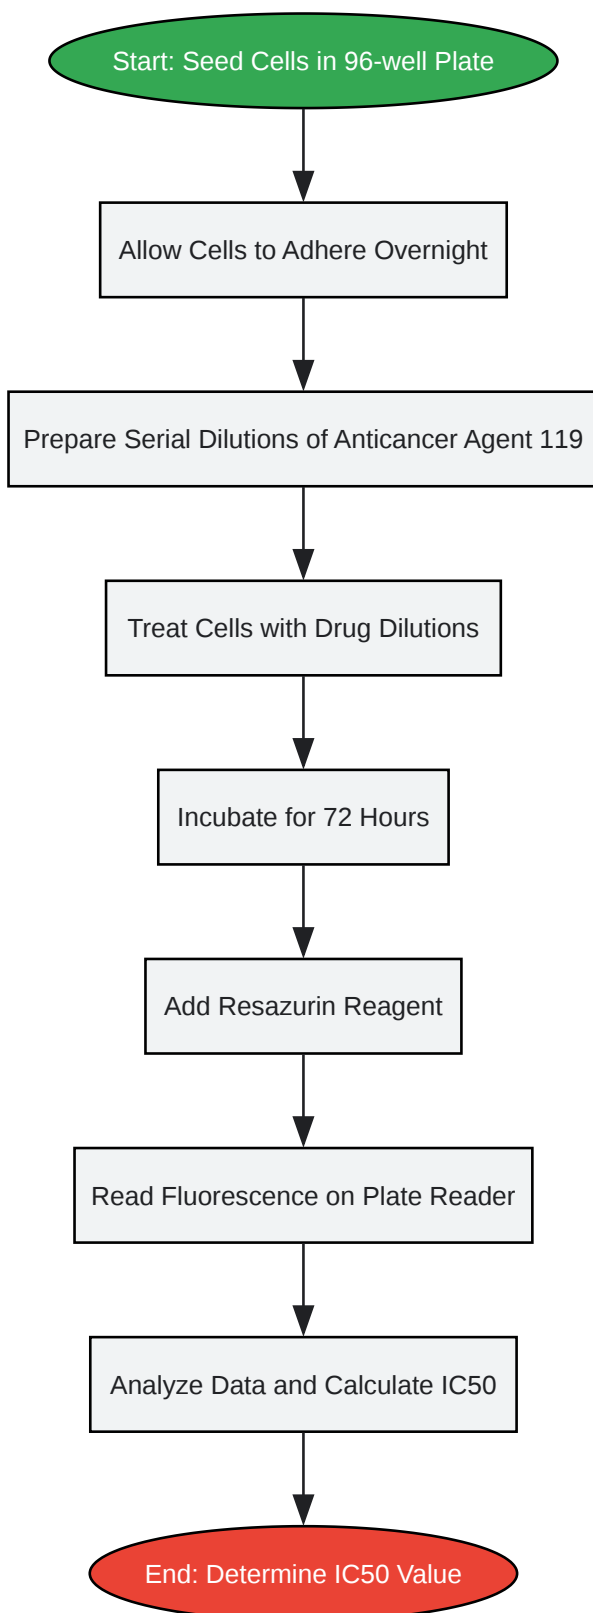 Start: Seed Cells in 96-well Plate
Allow Cells to Adhere Overnight
Prepare Serial Dilutions of Anticancer Agent 119
Treat Cells with Drug Dilutions
Incubate for 72 Hours
Add Resazurin Reagent
Read Fluorescence on Plate Reader
Analyze Data and Calculate IC50
End: Determine IC50 Value